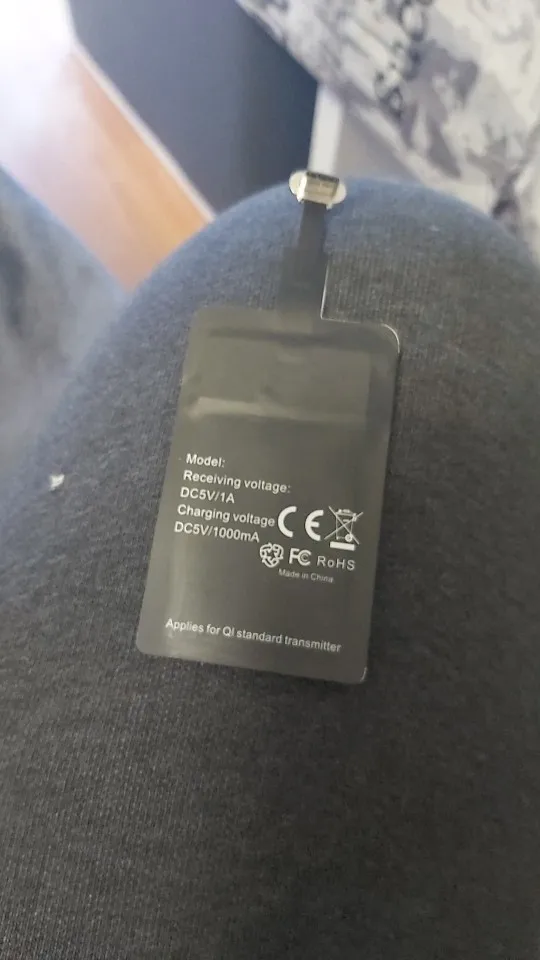 Model:
Receiving voltage:
DC5V/1A
Charging voltage
DC5V/1000mA
CE
FC RoHS
Made in China
Applies for QI standard transmitter